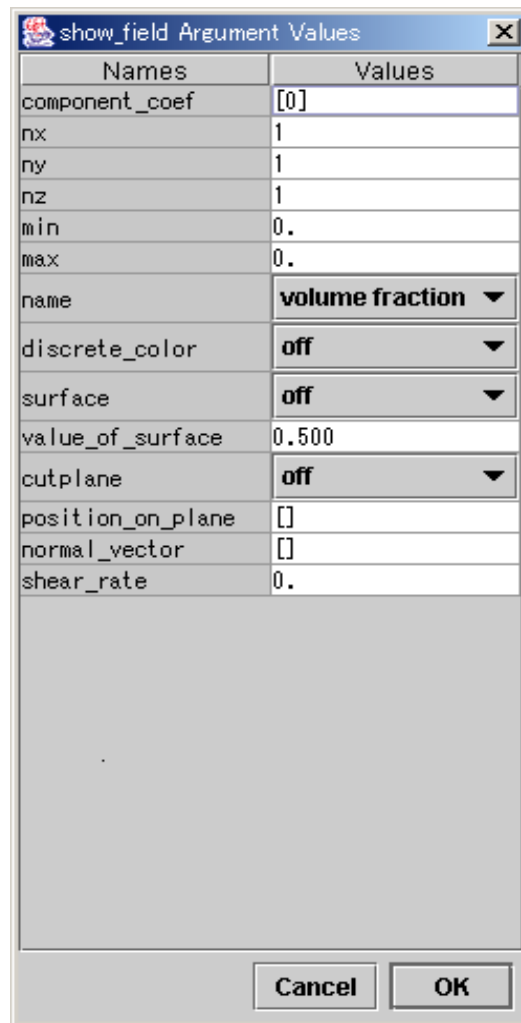 show_field Argument Values
Names Values
component_coef [0]
nx 1
ny 1
nz 1
min 0.
max 0.
name volume fraction
discrete_color off
surface off
value_of_surface 0.500
cutplane off
position_on_plane []
normal_vector []
shear_rate 0.
Cancel OK